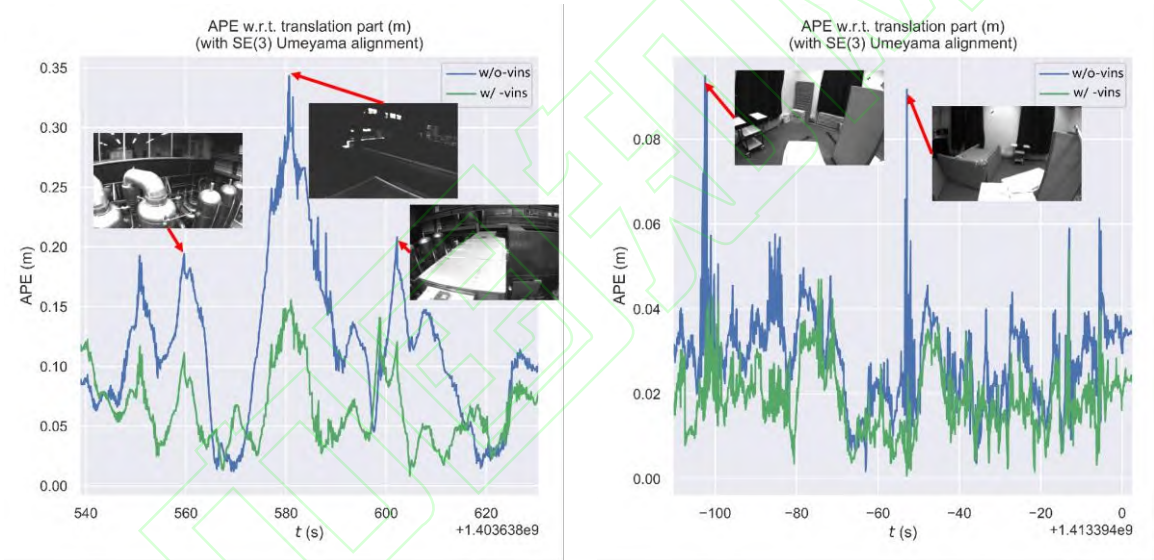 APE w.r.t. translation part (m)
(with SE(3) Umeyama alignment)
w/o-vins
w/ -vins
APE (m)
0.35
0.30
0.25
0.20
0.15
0.10
0.05
0.00
540
560
580
600
620
t (s)
+1.403638e9
APE w.r.t. translation part (m)
(with SE(3) Umeyama alignment)
w/o-vins
w/ -vins
APE (m)
0.08
0.06
0.04
0.02
0.00
−100
−80
−60
−40
−20
0
t (s)
+1.413394e9